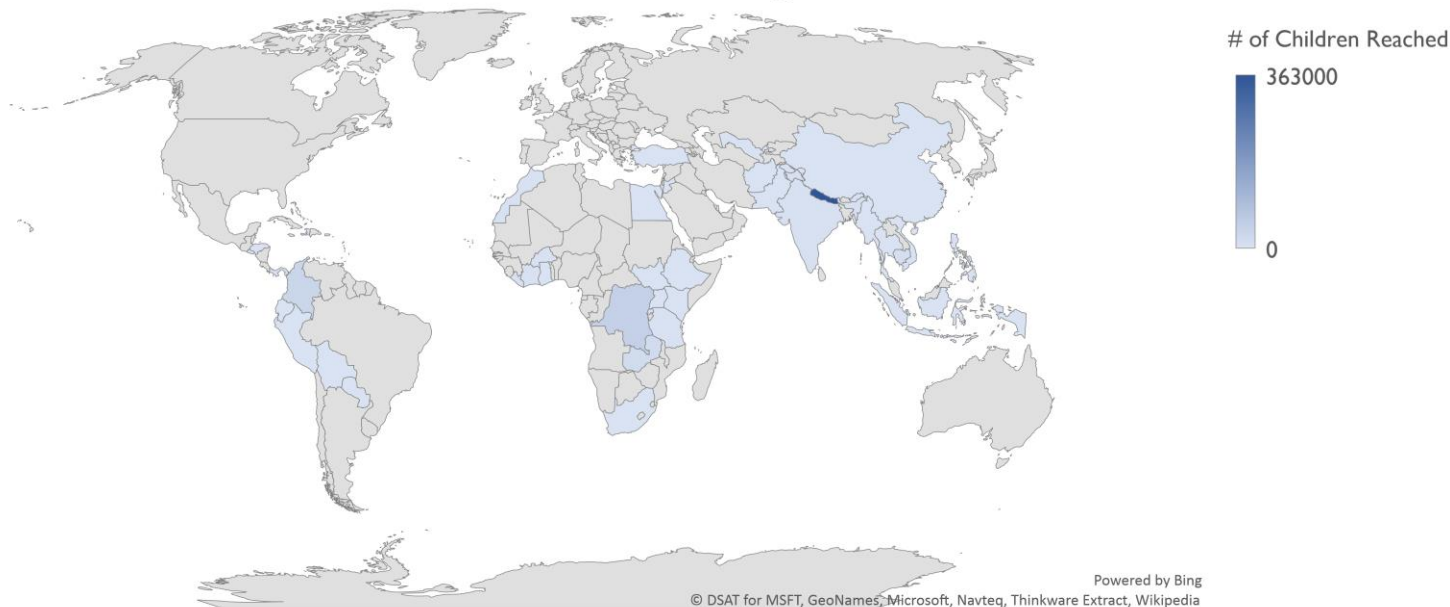 # of Children Reached
363000
0
Powered by Bing
© DSAT for MSFT, GeoNames, Microsoft, Navteq, Thinkware Extract, Wikipedia